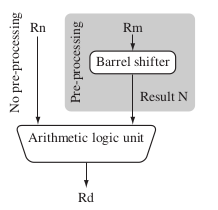 No pre-processing
Rn
Pre-processing
Rm
Barrel shifter
Result N
Arithmetic logic unit
Rd